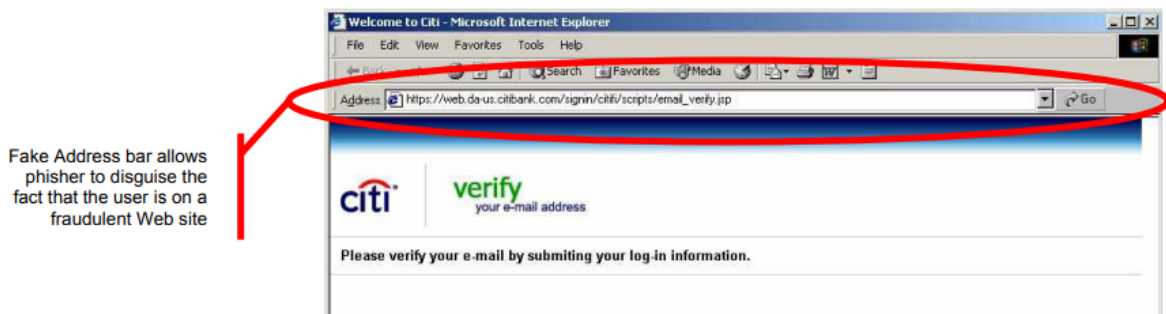 Welcome to Citi - Microsoft Internet Explorer
File Edit View Favorites Tools Help
Back Search Favorites Media
Address https://web.da-us.citibank.com/signin/citifi/scripts/email_verify.jsp Go
Fake Address bar allows
phisher to disguise the
fact that the user is on a
fraudulent Web site
citi
verify
your e-mail address
Please verify your e-mail by submiting your log-in information.